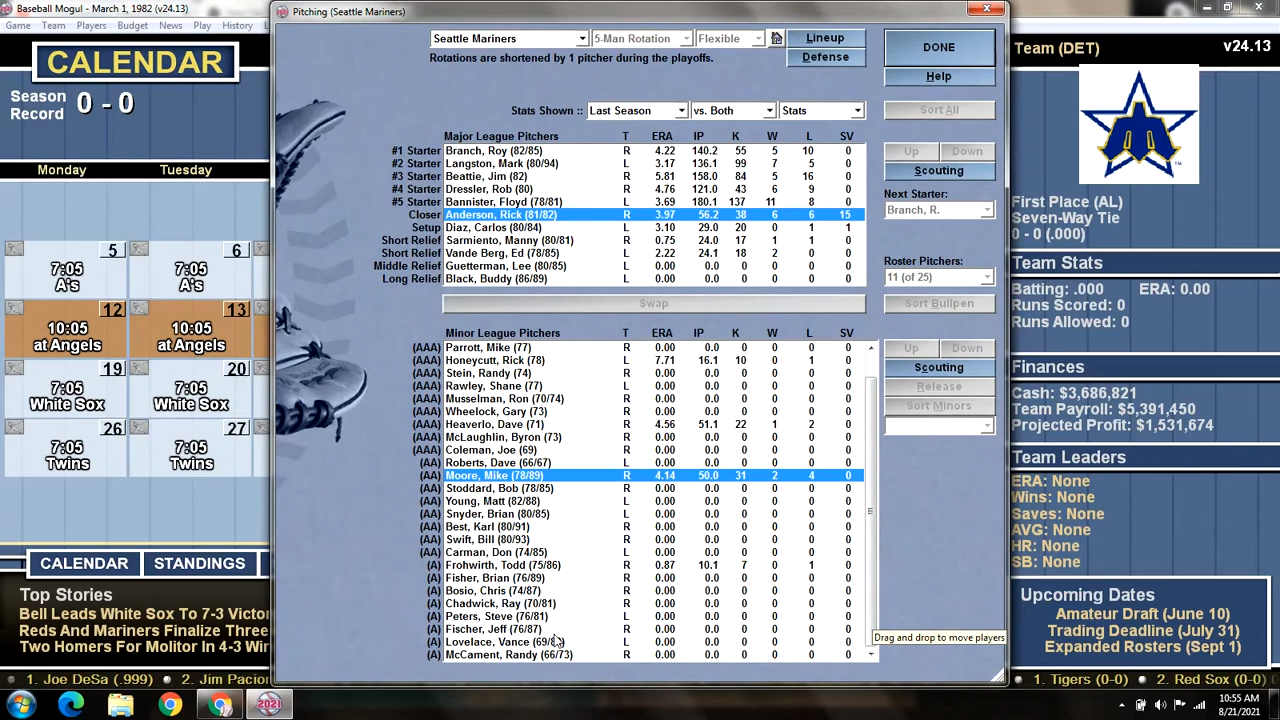 Baseball Mogul - March 1, 1982 (v24.13)
Game Team Players Budget News Play History
CALENDAR
Season Record 0 - 0
Monday Tuesday
5 7:05 A's
6 7:05 A's
12 10:05 at Angels
13 10:05 at Angels
19 7:05 White Sox
20 7:05 White Sox
26 7:05 Twins
27 7:05 Twins
CALENDAR STANDINGS
Top Stories
Bell Leads White Sox To 7-3 Victor
Reds And Mariners Finalize Three
Two Homers For Molitor In 4-3 Win
1. Joe DeSa (.999) 2. Jim Pacior
Pitching (Seattle Mariners)
Seattle Mariners 5-Man Rotation Flexible Lineup
Rotations are shortened by 1 pitcher during the playoffs. Defense
DONE
Help
Stats Shown :: Last Season vs. Both Stats Sort All
Major League Pitchers T ERA IP K W L SV
#1 Starter Branch, Roy (82/85) R 4.22 140.2 55 5 10 0
#2 Starter Langston, Mark (80/94) L 3.17 136.1 99 7 5 0
#3 Starter Beattie, Jim (82) R 5.81 158.0 84 5 16 0
#4 Starter Dressler, Rob (80) R 4.76 121.0 43 6 9 0
#5 Starter Bannister, Floyd (78/81) L 3.69 180.1 137 11 8 0
Closer Anderson, Rick (81/82) R 3.97 56.2 38 6 6 15
Setup Diaz, Carlos (80/84) L 3.10 29.0 20 0 1 1
Short Relief Sarmiento, Manny (80/81) R 0.75 24.0 17 1 1 0
Short Relief Vande Berg, Ed (78/85) L 2.22 24.1 18 2 0 0
Middle Relief Guetterman, Lee (80/85) L 0.00 0.0 0 0 0 0
Long Relief Black, Buddy (86/89) L 0.00 0.0 0 0 0 0
Up Down
Scouting
Next Starter:
Branch, R.
Roster Pitchers:
11 (of 25)
Swap Sort Bullpen
Minor League Pitchers T ERA IP K W L SV
(AAA) Parrott, Mike (77) R 0.00 0.0 0 0 0 0
(AAA) Honeycutt, Rick (78) L 7.71 16.1 10 0 1 0
(AAA) Stein, Randy (74) R 0.00 0.0 0 0 0 0
(AAA) Rawley, Shane (77) L 0.00 0.0 0 0 0 0
(AAA) Musselman, Ron (70/74) R 0.00 0.0 0 0 0 0
(AAA) Wheelock, Gary (73) R 0.00 0.0 0 0 0 0
(AAA) Heaverlo, Dave (71) R 4.56 51.1 22 1 2 0
(AAA) McLaughlin, Byron (73) R 0.00 0.0 0 0 0 0
(AAA) Coleman, Joe (69) R 0.00 0.0 0 0 0 0
(AA) Roberts, Dave (66/67) L 0.00 0.0 0 0 0 0
(AA) Moore, Mike (78/89) R 4.14 50.0 31 2 4 0
(AA) Stoddard, Bob (78/85) R 0.00 0.0 0 0 0 0
(AA) Young, Matt (82/88) L 0.00 0.0 0 0 0 0
(AA) Snyder, Brian (80/85) L 0.00 0.0 0 0 0 0
(AA) Best, Karl (80/91) R 0.00 0.0 0 0 0 0
(AA) Swift, Bill (80/93) R 0.00 0.0 0 0 0 0
(AA) Carman, Don (74/85) L 0.00 0.0 0 0 0 0
(A) Frohwirth, Todd (75/86) R 0.87 10.1 7 0 1 0
(A) Fisher, Brian (76/89) R 0.00 0.0 0 0 0 0
(A) Bosio, Chris (74/87) R 0.00 0.0 0 0 0 0
(A) Chadwick, Ray (70/81) R 0.00 0.0 0 0 0 0
(A) Peters, Steve (76/81) L 0.00 0.0 0 0 0 0
(A) Fischer, Jeff (76/87) R 0.00 0.0 0 0 0 0
(A) Lovelace, Vance L 0.00 0.0 0 0 0 0
(A) McCament, Randy (66/73) R 0.00 0.0 0 0 0 0
Up Down
Scouting
Release
Sort Minors
Drag and drop to move players
Team (DET) v24.13
First Place (AL)
Seven-Way Tie
0 - 0 (.000)
Team Stats
Batting: .000 ERA: 0.00
Runs Scored: 0
Runs Allowed: 0
Finances
Cash: $3,686,821
Team Payroll: $5,391,450
Projected Profit: $1,531,674
Team Leaders
ERA: None
Wins: None
Saves: None
AVG: None
HR: None
SB: None
Upcoming Dates
Amateur Draft (June 10)
Trading Deadline (July 31)
Expanded Rosters (Sept 1)
1. Tigers (0-0) 2. Red Sox (0-0)
2021
10:55 AM
8/21/2021